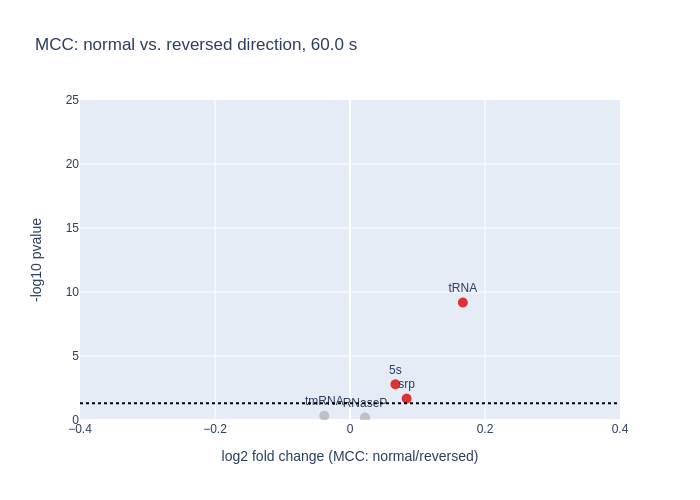 MCC: normal vs. reversed direction, 60.0 s
25
20
15
10
5
0
-log10 pvalue
tRNA
5s
srp
tmRNA
RNaseP
−0.4
−0.2
0
0.2
0.4
log2 fold change (MCC: normal/reversed)